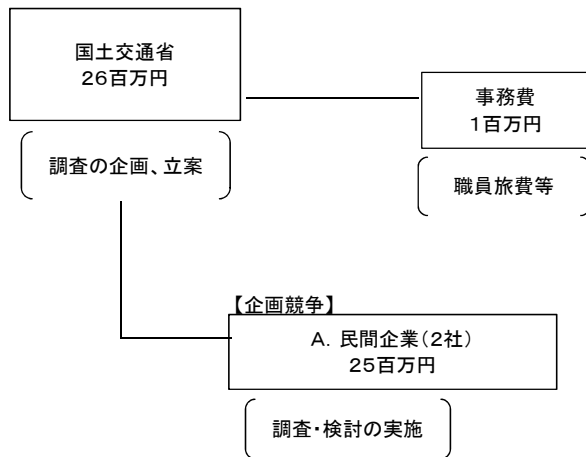 国土交通省
26百万円
事務費
1百万円
調査の企画、立案
職員旅費等
【企画競争】
A．民間企業(2社)
25百万円
調査・検討の実施